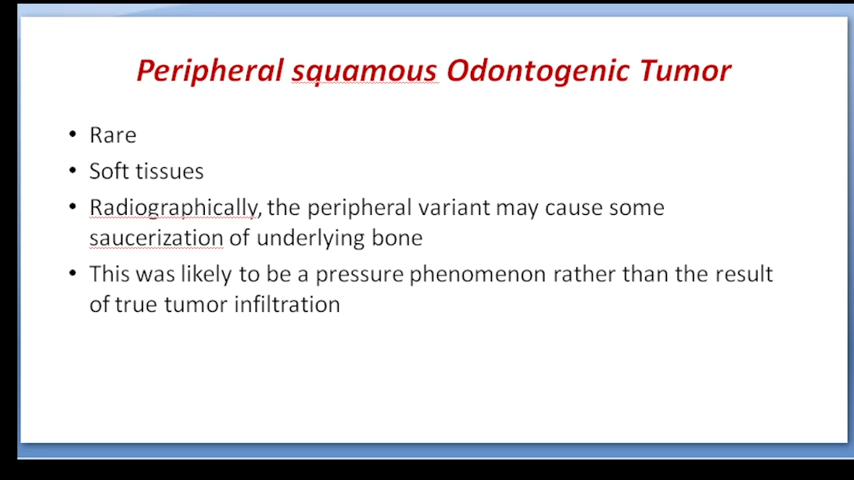 Peripheral squamous Odontogenic Tumor
• Rare
• Soft tissues
• Radiographically, the peripheral variant may cause some
saucerization of underlying bone
• This was likely to be a pressure phenomenon rather than the result
of true tumor infiltration